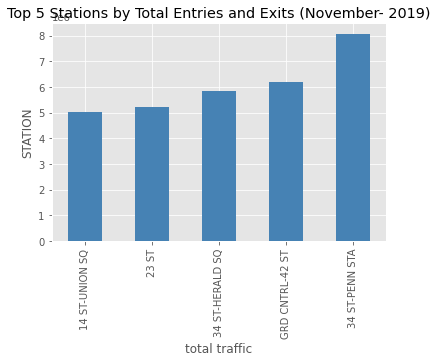 Top 5 Stations by Total Entries and Exits (November- 2019)
1e6
8
7
6
5
4
3
2
1
0
STATION
14 ST-UNION SQ
23 ST
34 ST-HERALD SQ
GRD CNTRL-42 ST
34 ST-PENN STA
total traffic